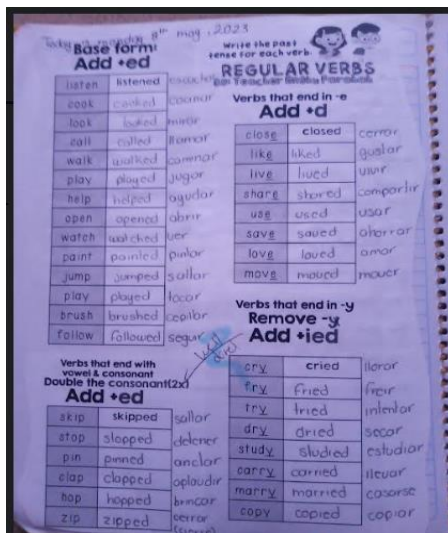 Today is monday 8th may, 2023
Base form:
Add +ed
listen listened
cook cooked cocinar
look looked mirar
call called llamar
walk walked caminar
play played jugar
help helped ayudar
open opened abrir
watch watched ver
paint painted pintar
jump jumped saltar
play played tocar
brush brushed
follow followed seguir
Verbs that end with
vowel & consonant
Double the consonant(2x)
Add +ed
skip skipped saltar
stop stopped detener
pin pinned anclar
clap clapped aplaudir
hop hopped brincar
zip zipped cerrar
Write the past
tense for each verb.
REGULAR VERBS
Teacher
Verbs that end in -e
Add +d
close closed cerrar
like liked gustar
live lived vivir
share shared compartir
use used usar
save saved ahorrar
love loved amar
move moved mover
Verbs that end in -y
Remove -y
Add +ied
cry cried llorar
fry fried freir
try tried intentar
dry dried secar
study studied estudiar
carry carried llevar
marry married casarse
copy copied copiar